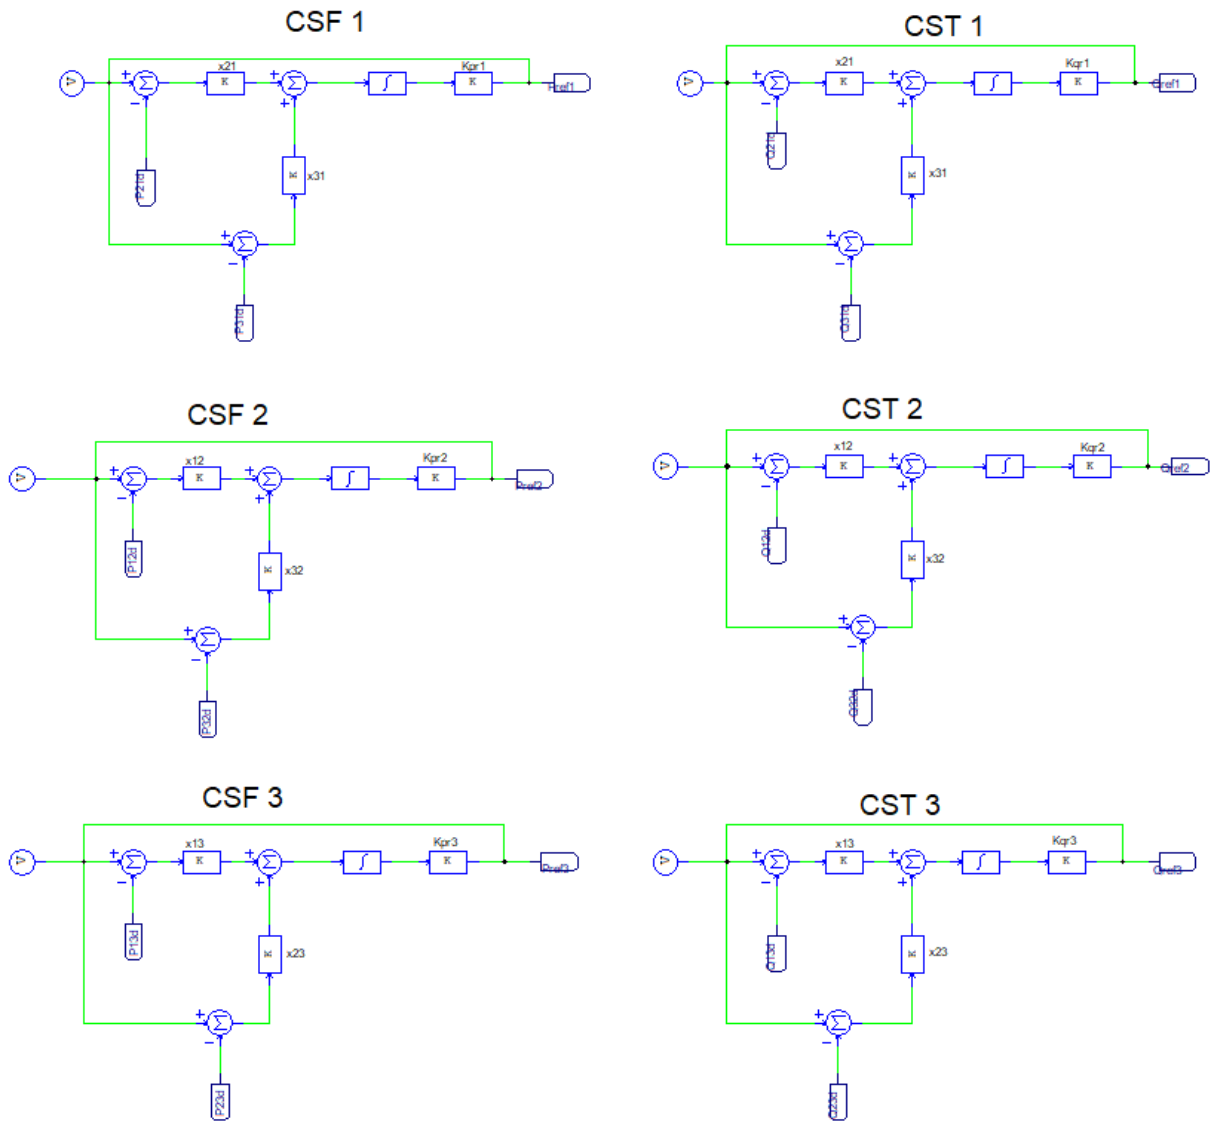 CSF 1
CST 1
x21
Kpr1
K
Σ
Σ
∫
K
Pref1
V
P21d
K
x31
Σ
P31d
x21
Kqr1
K
Σ
Σ
∫
K
Qref1
V
Q21d
K
x31
Σ
Q31d
CSF 2
CST 2
x12
Kpr2
V
Σ
K
Σ
∫
K
Pref2
P12d
K
x32
Σ
P32d
x12
Kqr2
V
Σ
K
Σ
∫
K
Qref2
Q12d
K
x32
Σ
Q32d
CSF 3
CST 3
x13
Kpr3
V
Σ
K
Σ
∫
K
Pref3
P13d
K
x23
Σ
P23d
x13
Kqr3
V
Σ
K
Σ
∫
K
Qref3
Q13d
K
x23
Σ
Q23d